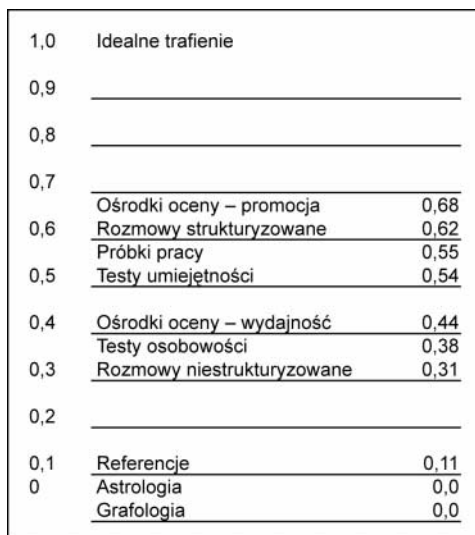 1,0 Idealne trafienie
0,9
0,8
0,7
Ośrodki oceny – promocja 0,68
0,6 Rozmowy strukturyzowane 0,62
Próbki pracy 0,55
0,5 Testy umiejętności 0,54
0,4 Ośrodki oceny – wydajność 0,44
Testy osobowości 0,38
0,3 Rozmowy niestrukturyzowane 0,31
0,2
0,1 Referencje 0,11
0 Astrologia 0,0
Grafologia 0,0